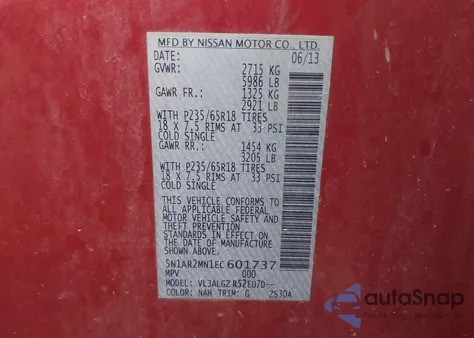 MFD BY NISSAN MOTOR CO., LTD.
DATE: 06/13
GVWR: 2715 KG
5986 LB
GAWR FR.: 1325 KG
2921 LB
WITH P235/65R18 TIRES
18 X 7.5 RIMS AT 33 PSI
COLD SINGLE
GAWR RR.: 1454 KG
3205 LB
WITH P235/65R18 TIRES
18 X 7.5 RIMS AT 33 PSI
COLD SINGLE
THIS VEHICLE CONFORMS TO
ALL APPLICABLE FEDERAL
MOTOR VEHICLE SAFETY
AND THEFT PREVENTION
STANDARDS IN EFFECT ON
THE DATE OF MANUFACTURE
SHOWN ABOVE.
5N1AR2MN1EC601737
MPV 000
VL3ALGZ R52EU7D--
COLOR: NAH TRIM: G ZS30A
autoSnap